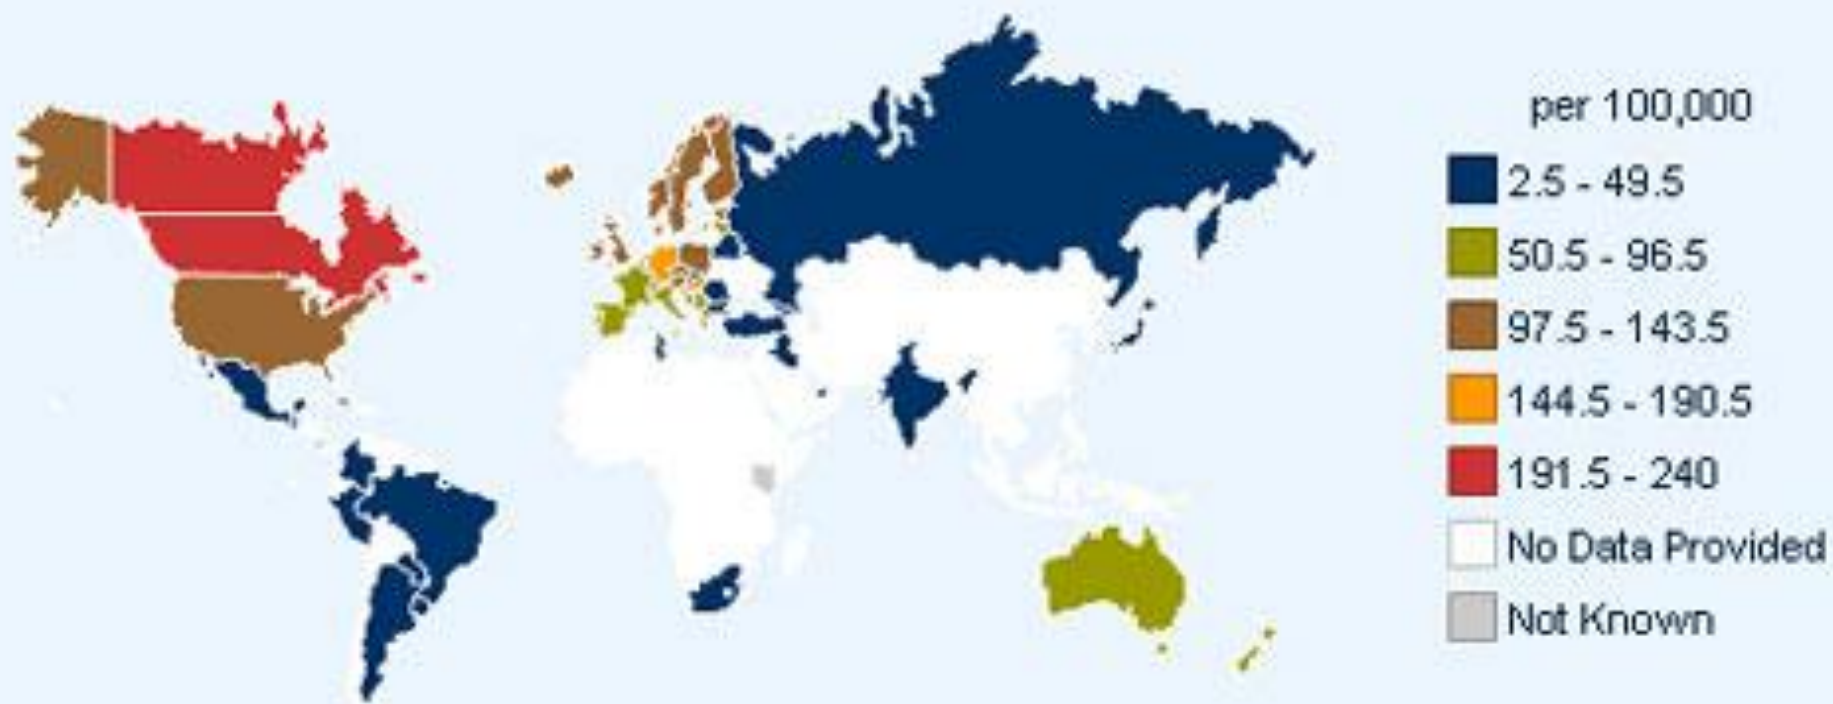 per 100,000
2.5 - 49.5
50.5 - 96.5
97.5 - 143.5
144.5 - 190.5
191.5 - 240
No Data Provided
Not Known